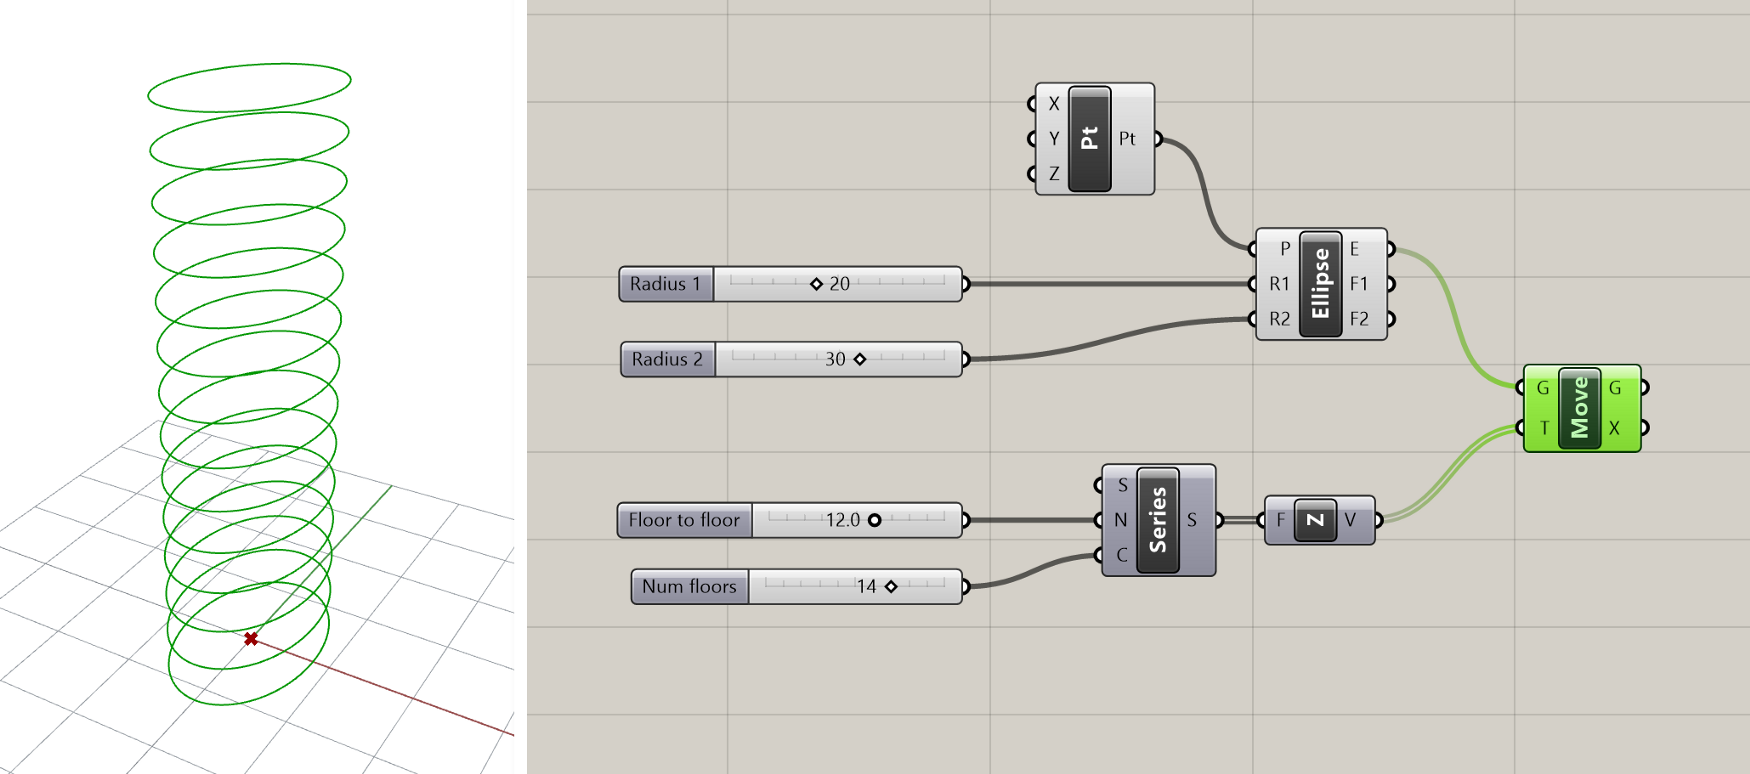 X
Y Pt Pt
Z
P Ellipse E
R1 F1
R2 F2
Radius 1 20
Radius 2 30
G Move G
T X
S
Floor to floor 12.0 N Series S F Z V
C
Num floors 14